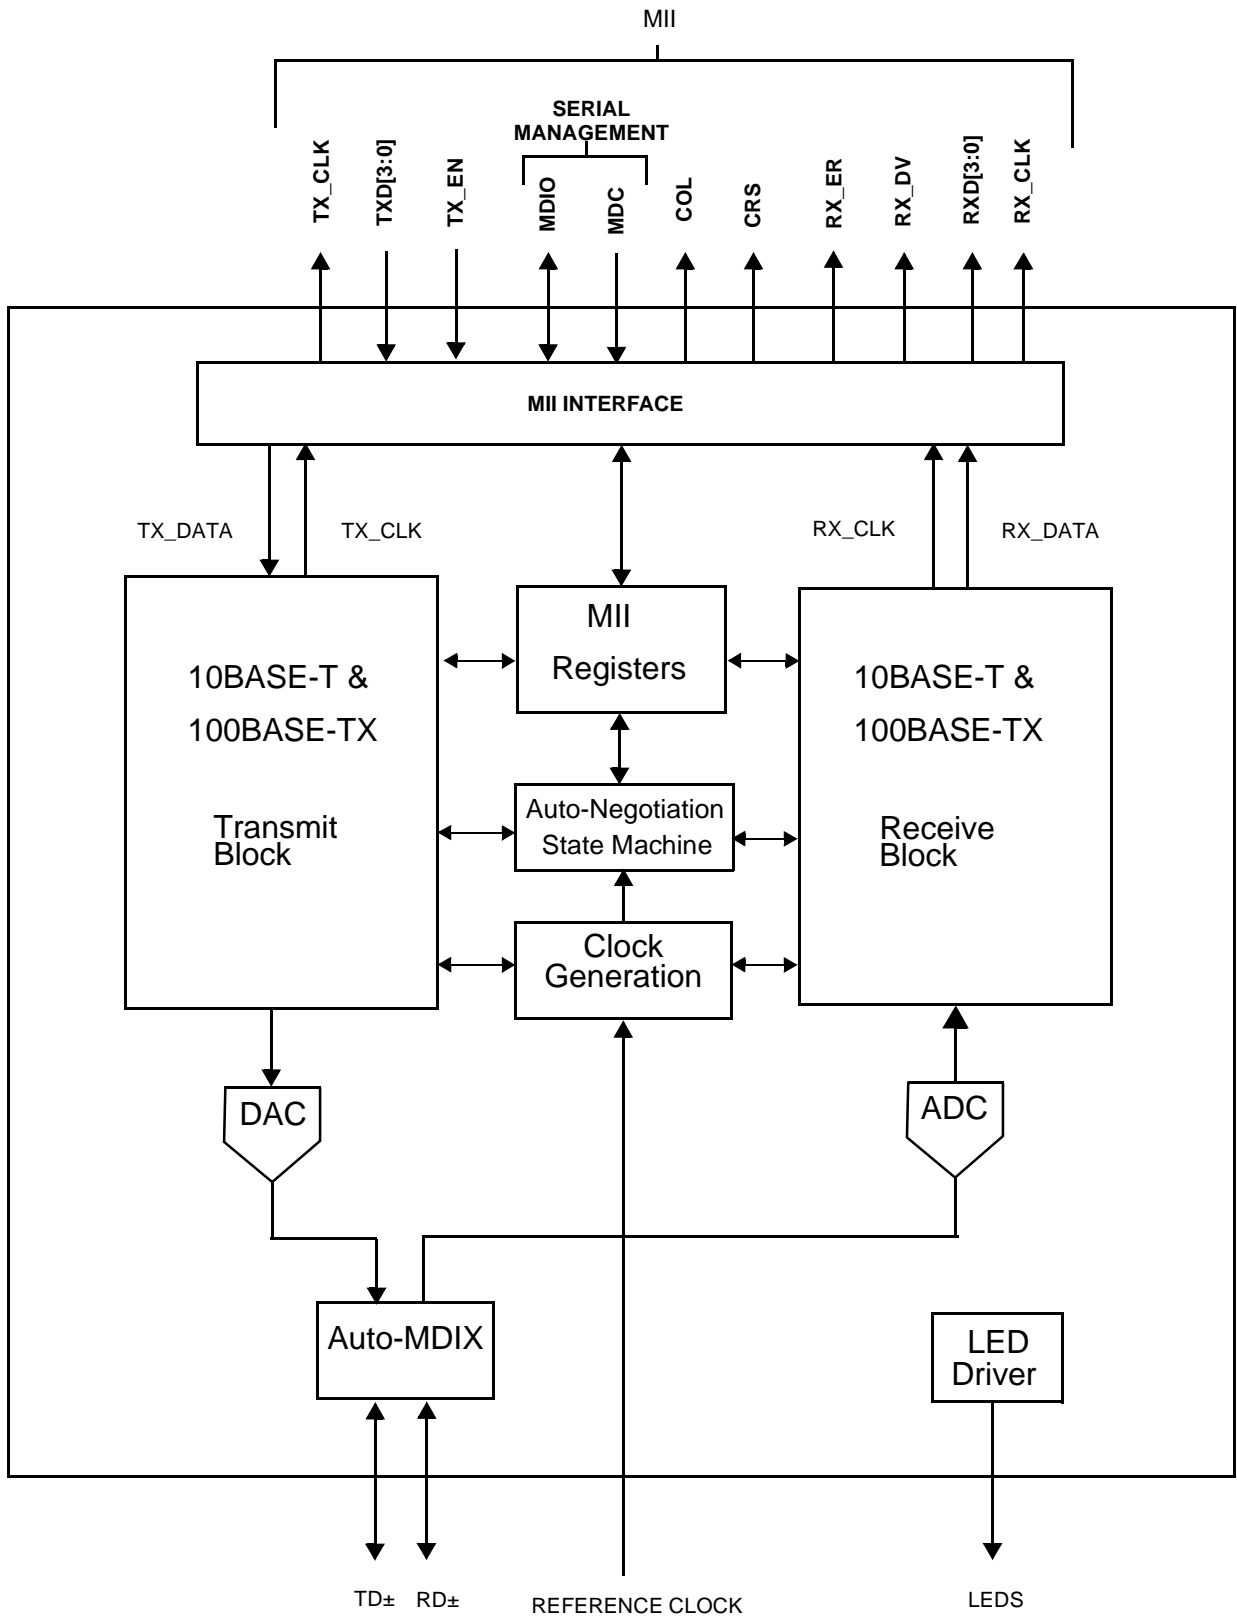 MII
SERIAL
MANAGEMENT
TX_CLK
TXD[3:0]
TX_EN
MDIO
MDC
COL
CRS
RX_ER
RX_DV
RXD[3:0]
RX_CLK
MII INTERFACE
TX_DATA
TX_CLK
RX_CLK
RX_DATA
10BASE-T &
100BASE-TX
Transmit
Block
MII
Registers
Auto-Negotiation
State Machine
Clock
Generation
10BASE-T &
100BASE-TX
Receive
Block
DAC
ADC
Auto-MDIX
LED
Driver
TD±
RD±
REFERENCE CLOCK
LEDS